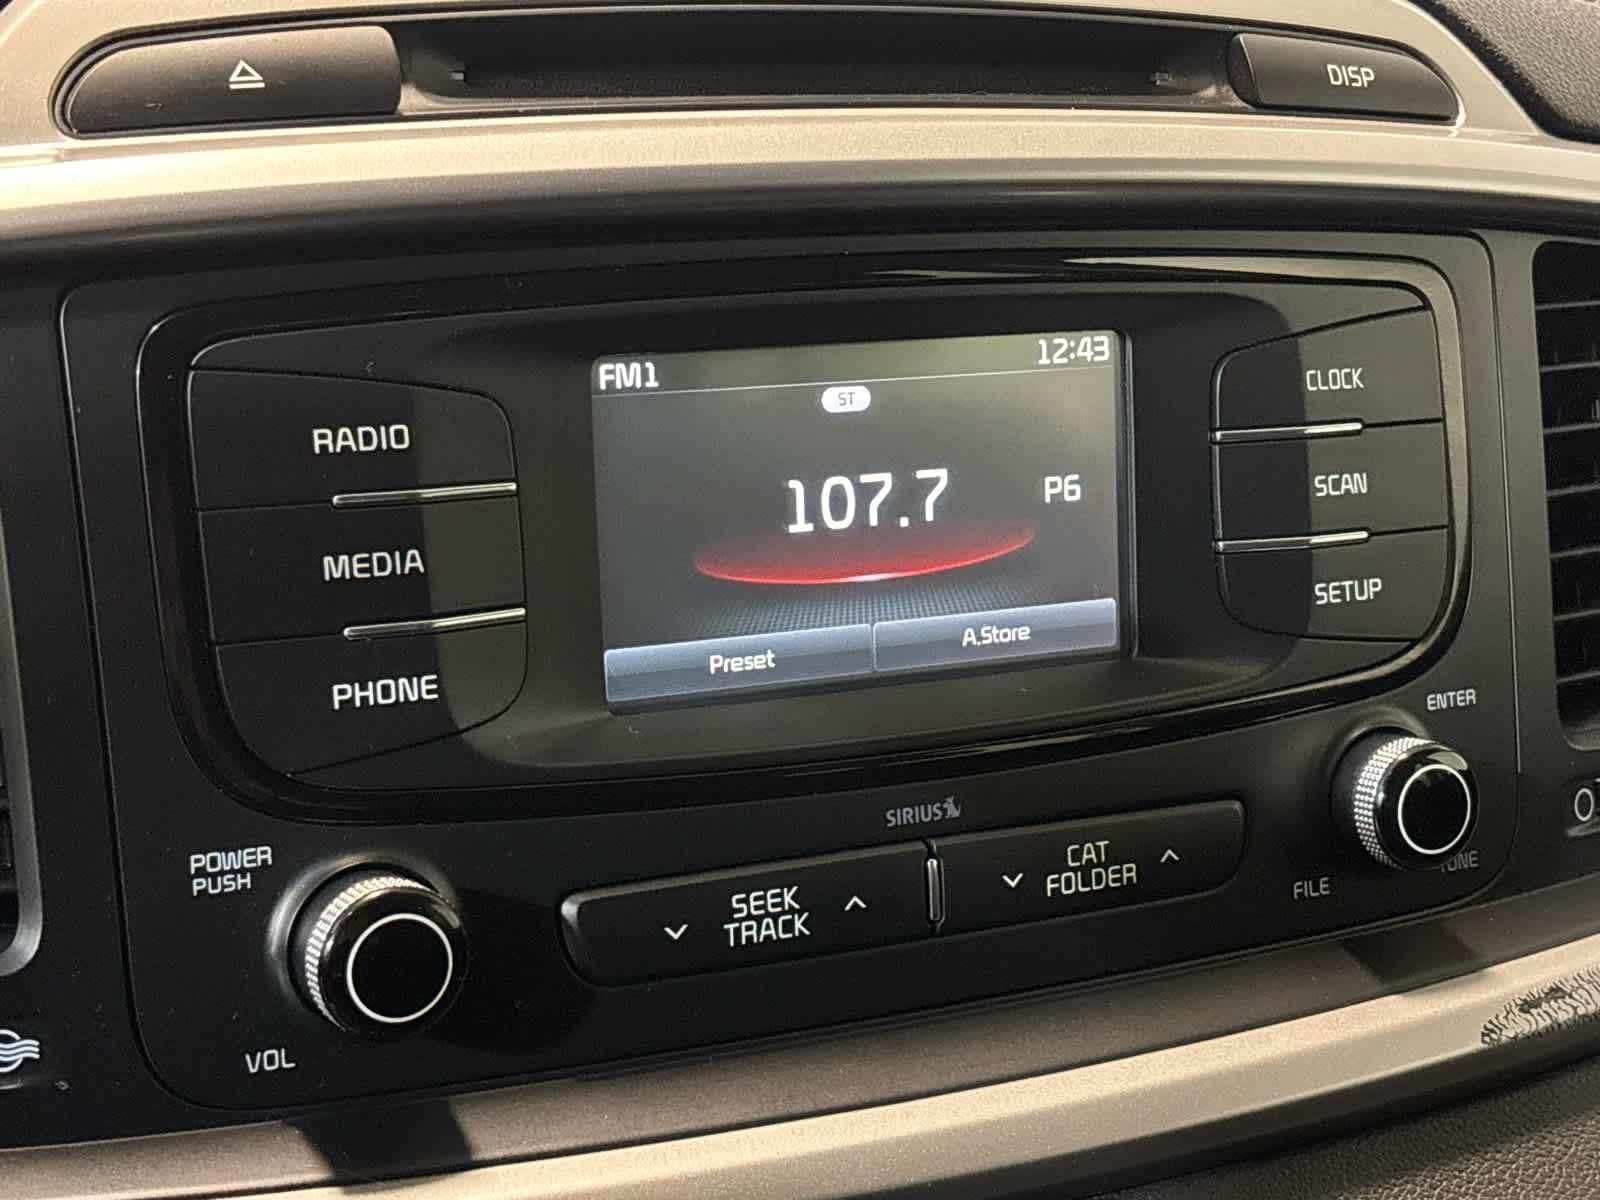 DISP
FM1
12:43
ST
107.7
P6
Preset
A.Store
RADIO
MEDIA
PHONE
CLOCK
SCAN
SETUP
ENTER
SIRIUS
POWER
PUSH
VOL
SEEK
TRACK
CAT
FOLDER
FILE
TUNE